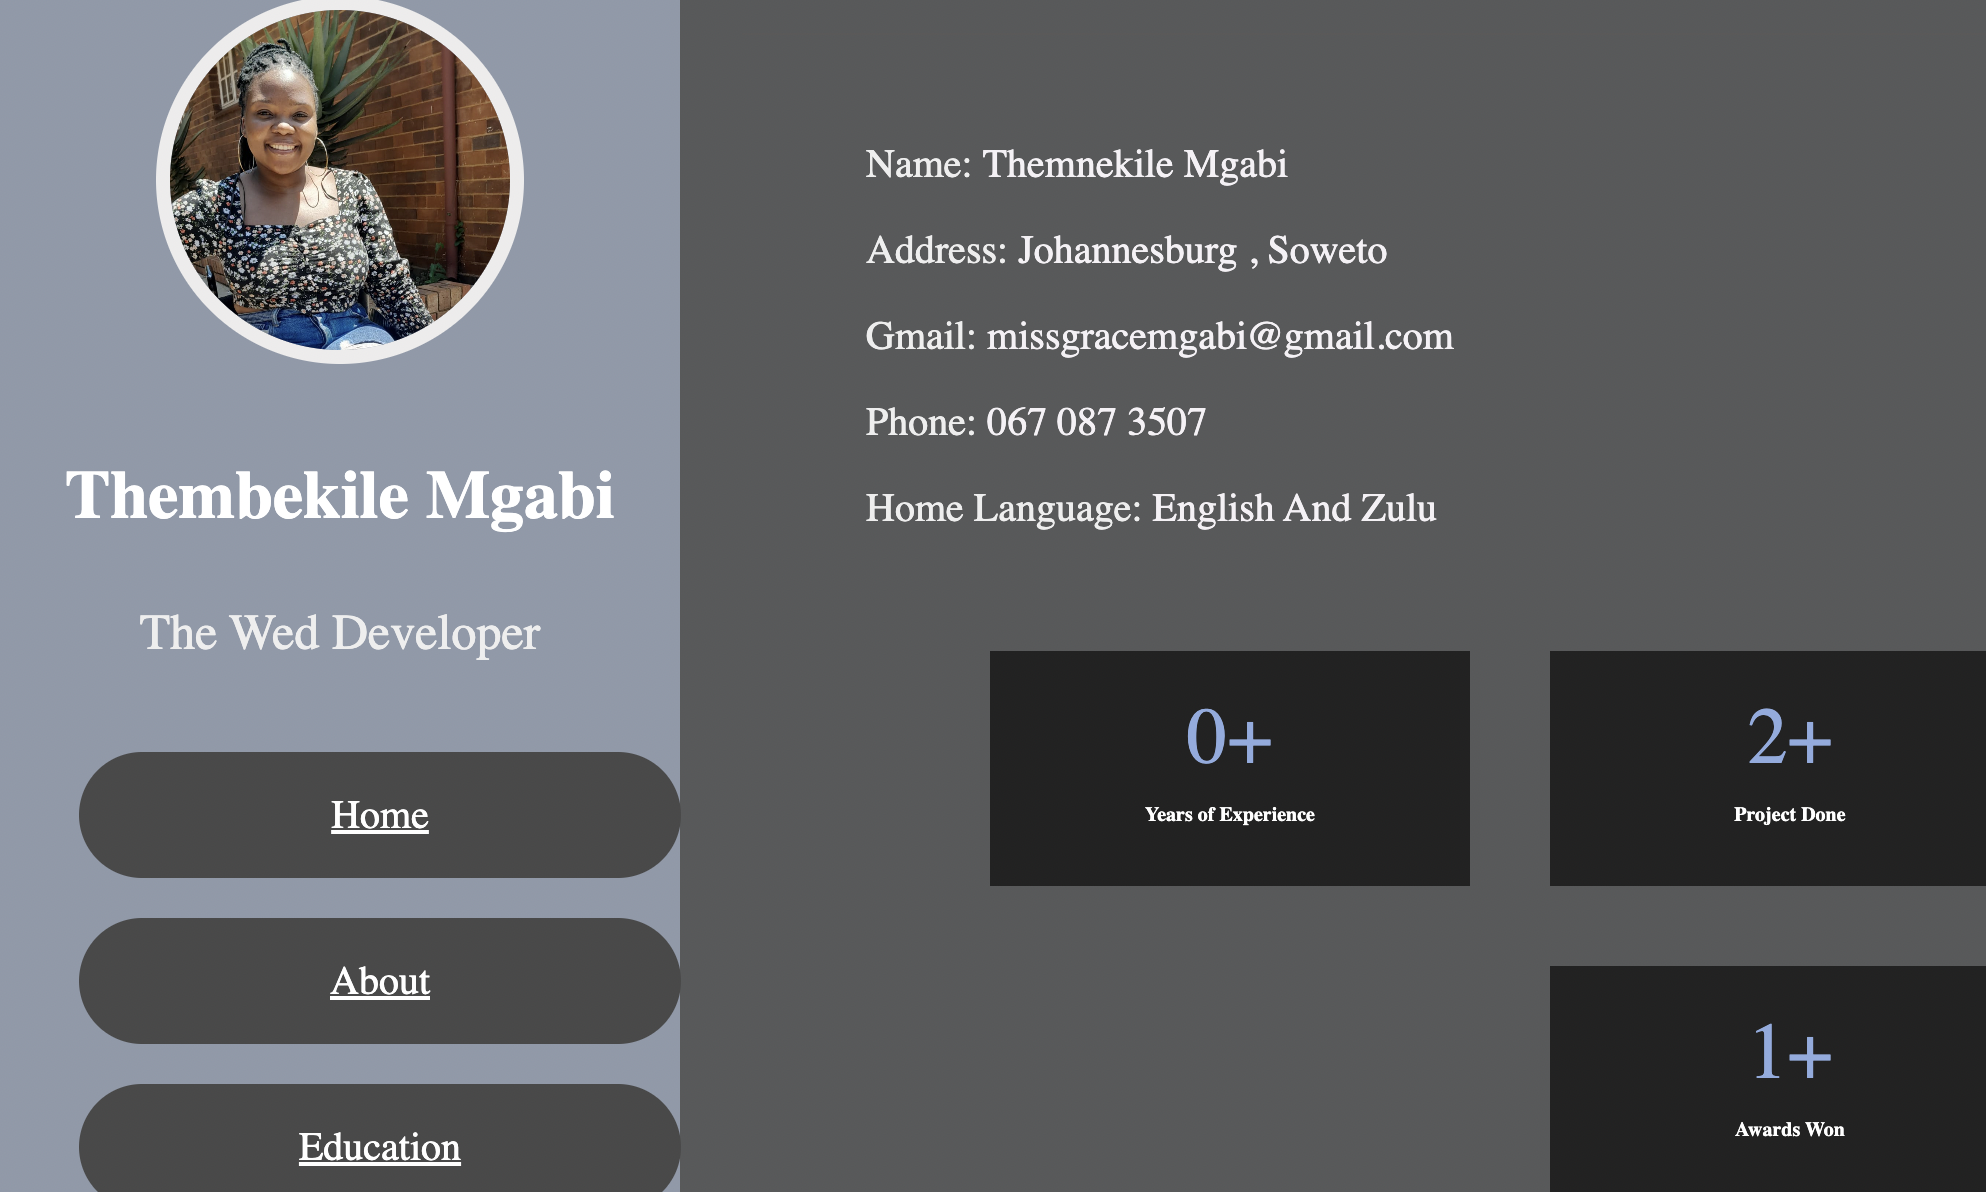 Thembekile Mgabi
The Wed Developer
Home
About
Education
Name: Themnekile Mgabi
Address: Johannesburg , Soweto
Gmail: missgracemgabi@gmail.com
Phone: 067 087 3507
Home Language: English And Zulu
0+
Years of Experience
2+
Project Done
1+
Awards Won